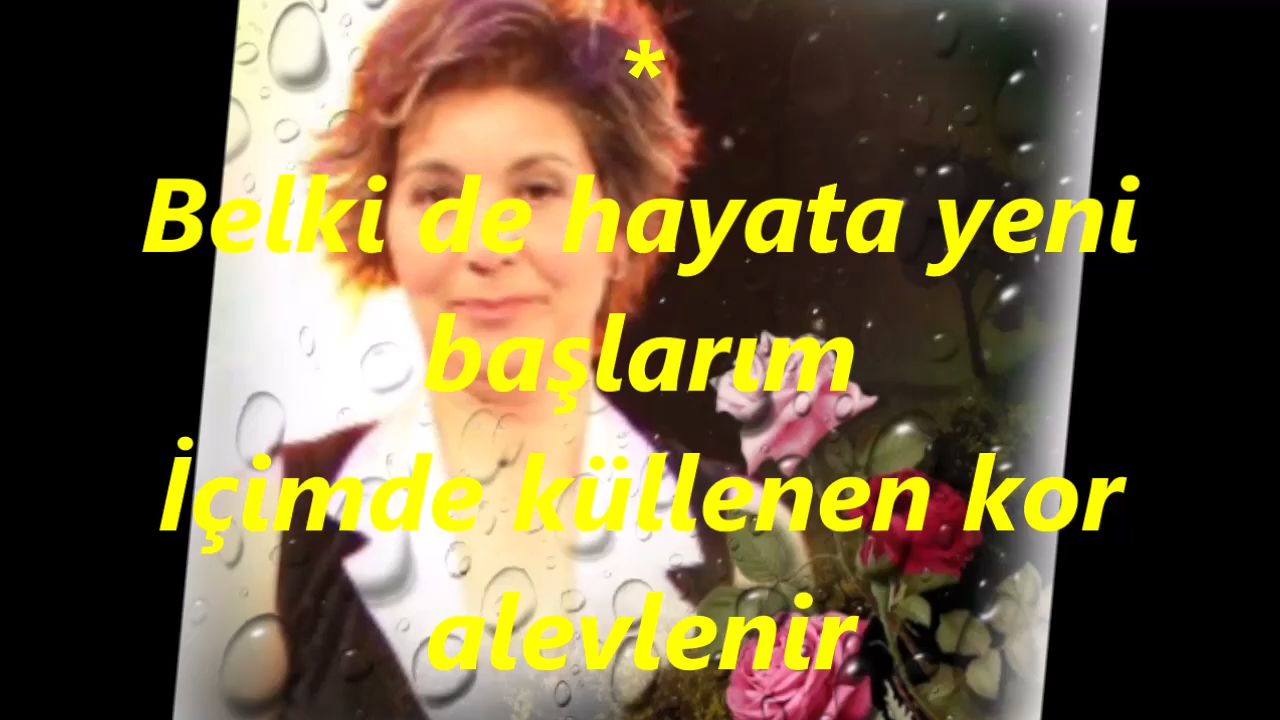 *
Belki de hayata yeni
başlarım
İçimde küllenen kor
alevlenir